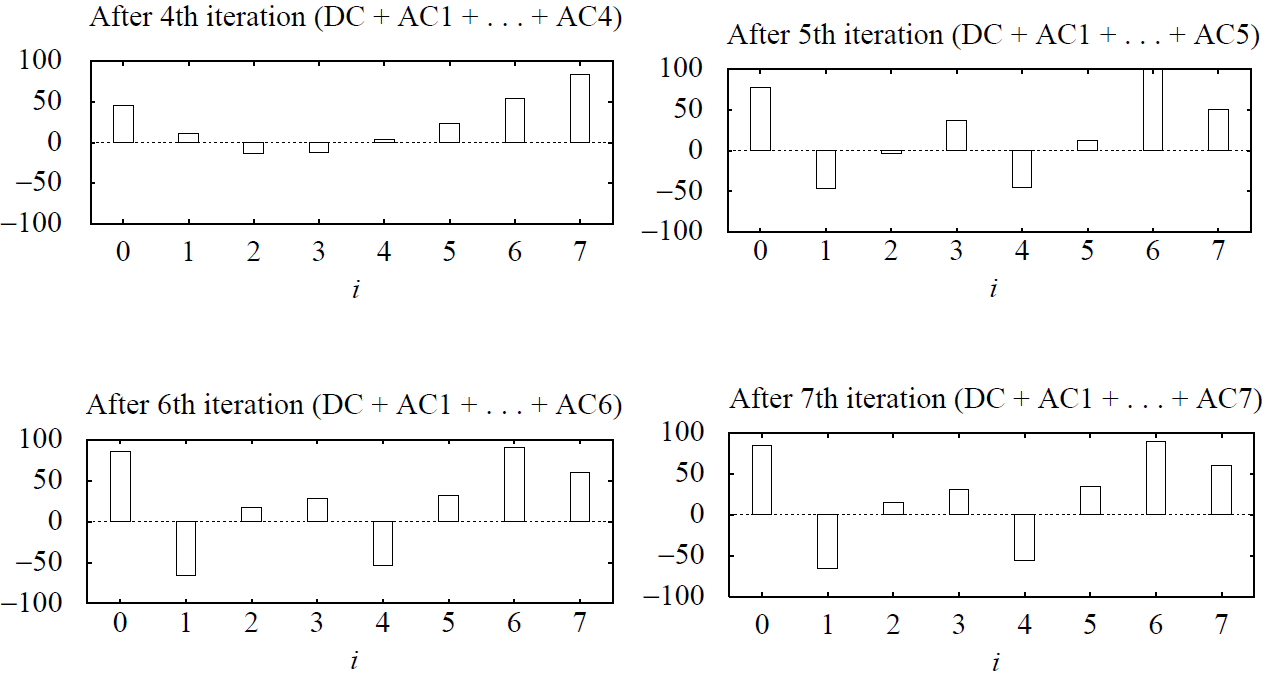 After 4th iteration (DC + AC1 + . . . + AC4)
100
50
0
–50
–100
0 1 2 3 4 5 6 7
i
After 5th iteration (DC + AC1 + . . . + AC5)
100
50
0
–50
–100
0 1 2 3 4 5 6 7
i
After 6th iteration (DC + AC1 + . . . + AC6)
100
50
0
–50
–100
0 1 2 3 4 5 6 7
i
After 7th iteration (DC + AC1 + . . . + AC7)
100
50
0
–50
–100
0 1 2 3 4 5 6 7
i